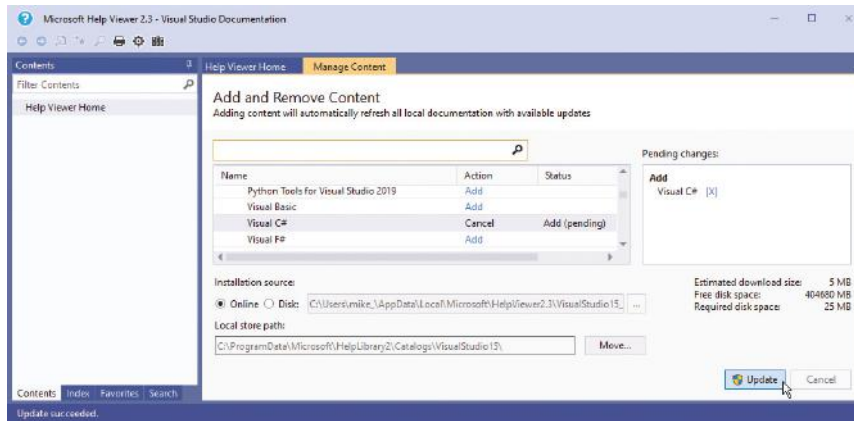 Microsoft Help Viewer 2.3 - Visual Studio Documentation
Contents
Help Viewer Home
Manage Content
Filter Contents
Help Viewer Home
Add and Remove Content
Adding content will automatically refresh all local documentation with available updates
Pending changes:
Name Action Status
Python Tools for Visual Studio 2019 Add
Visual Basic Add
Visual C# Cancel Add (pending)
Visual F# Add
Add
Visual C# [X]
Installation source:
Online Disk: C:\Users\mike_\AppData\Local\Microsoft\HelpViewer2.3\VisualStudio15_ ...
Estimated download size: 5 MB
Free disk space: 404680 MB
Required disk space: 25 MB
Local store path:
C:\ProgramData\Microsoft\HelpLibrary2\Catalogs\VisualStudio15\ Move...
Update Cancel
Contents Index Favorites Search
Update succeeded.